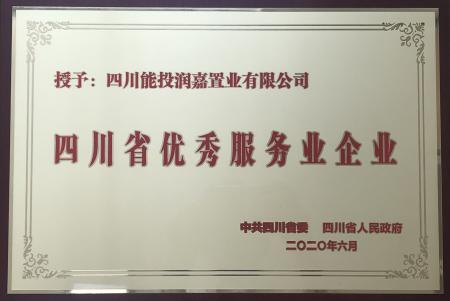 授予：四川能投润嘉置业有限公司
四川省优秀服务业企业
中共四川省委 四川省人民政府
二〇二〇年六月